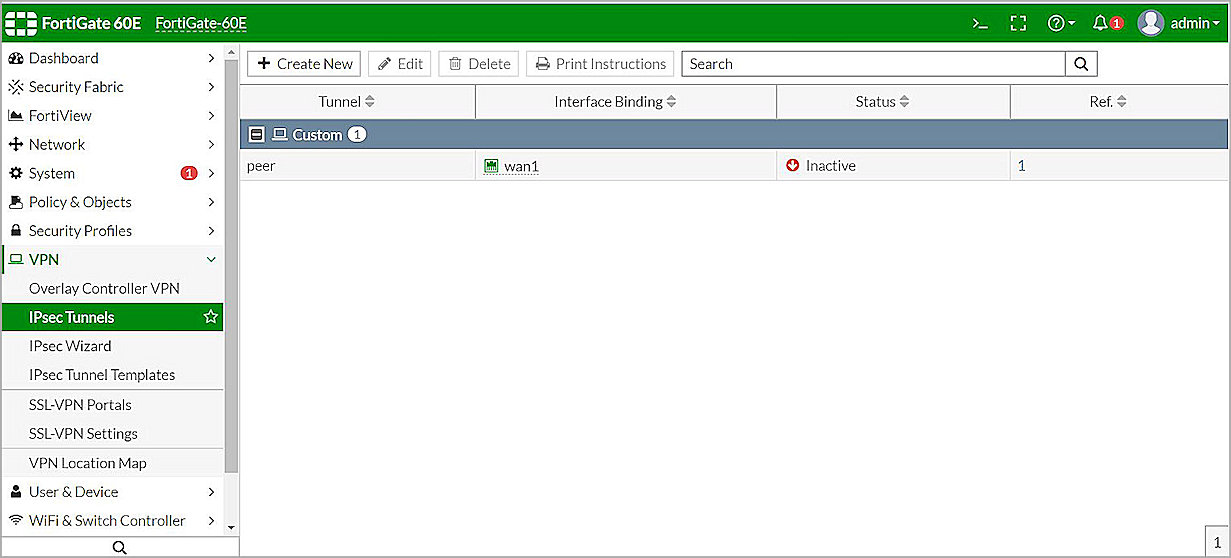 FortiGate 60E FortiGate-60E >_ 1 admin
Dashboard
Security Fabric
FortiView
Network
System 1
Policy & Objects
Security Profiles
VPN
Overlay Controller VPN
IPsec Tunnels
IPsec Wizard
IPsec Tunnel Templates
SSL-VPN Portals
SSL-VPN Settings
VPN Location Map
User & Device
WiFi & Switch Controller
+ Create New Edit Delete Print Instructions Search
Tunnel Interface Binding Status Ref.
Custom 1
peer wan1 Inactive 1
1